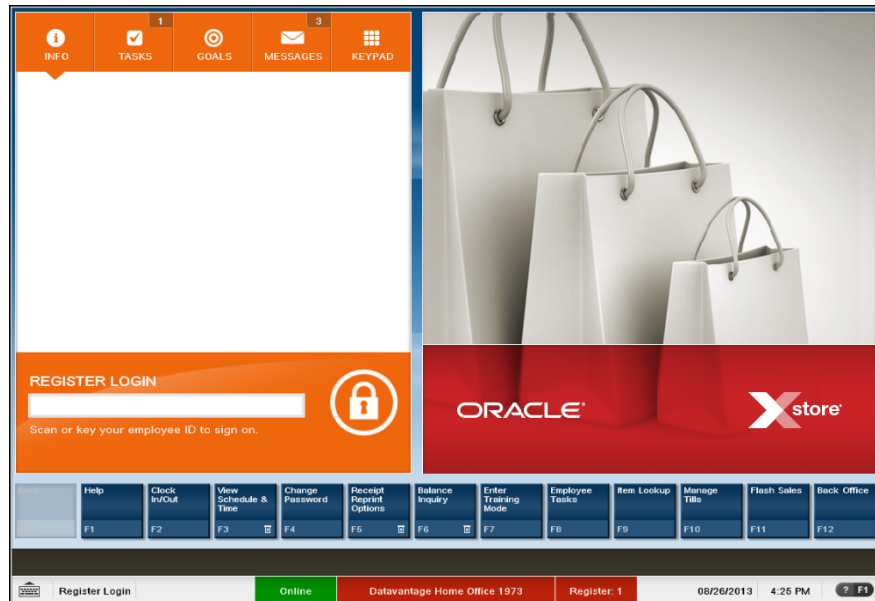 1
3
INFO
TASKS
GOALS
MESSAGES
KEYPAD
REGISTER LOGIN
Scan or key your employee ID to sign on.
ORACLE
Xstore
Back
Help
F1
Clock
In/Out
F2
View
Schedule &
Time
F3
Change
Password
F4
Receipt
Reprint
Options
F5
Balance
Inquiry
F6
Enter
Training
Mode
F7
Employee
Tasks
F8
Item Lookup
F9
Manage
Tills
F10
Flash Sales
F11
Back Office
F12
Register Login
Online
Datavantage Home Office 1973
Register: 1
08/26/2013
4:25 PM
? F1